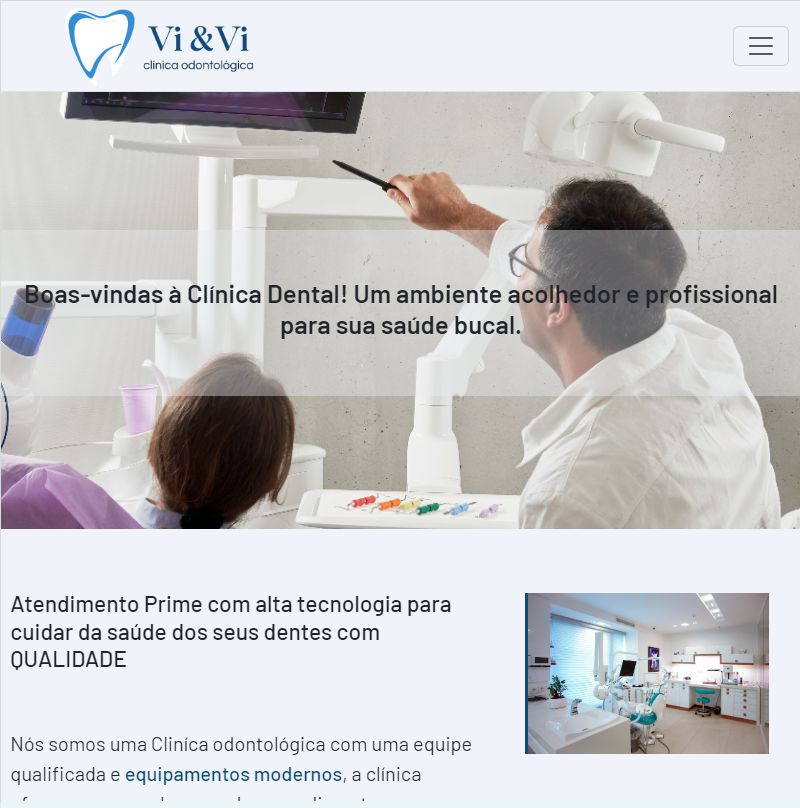 Vi &Vi
clinica odontológica
Boas-vindas à Clínica Dental! Um ambiente acolhedor e profissional
para sua saúde bucal.
Atendimento Prime com alta tecnologia para
cuidar da saúde dos seus dentes com
QUALIDADE
Nós somos uma Cliníca odontológica com uma equipe
qualificada e equipamentos modernos, a clínica